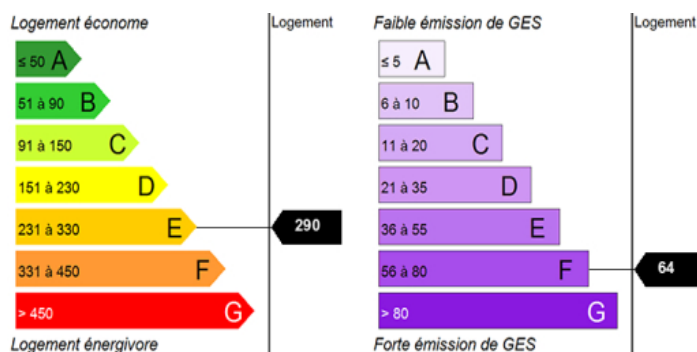 Logement économe
Logement
≤ 50 A
51 à 90 B
91 à 150 C
151 à 230 D
231 à 330 E
290
331 à 450 F
> 450 G
Logement énergivore
Faible émission de GES
Logement
≤ 5 A
6 à 10 B
11 à 20 C
21 à 35 D
36 à 55 E
56 à 80 F
64
> 80 G
Forte émission de GES